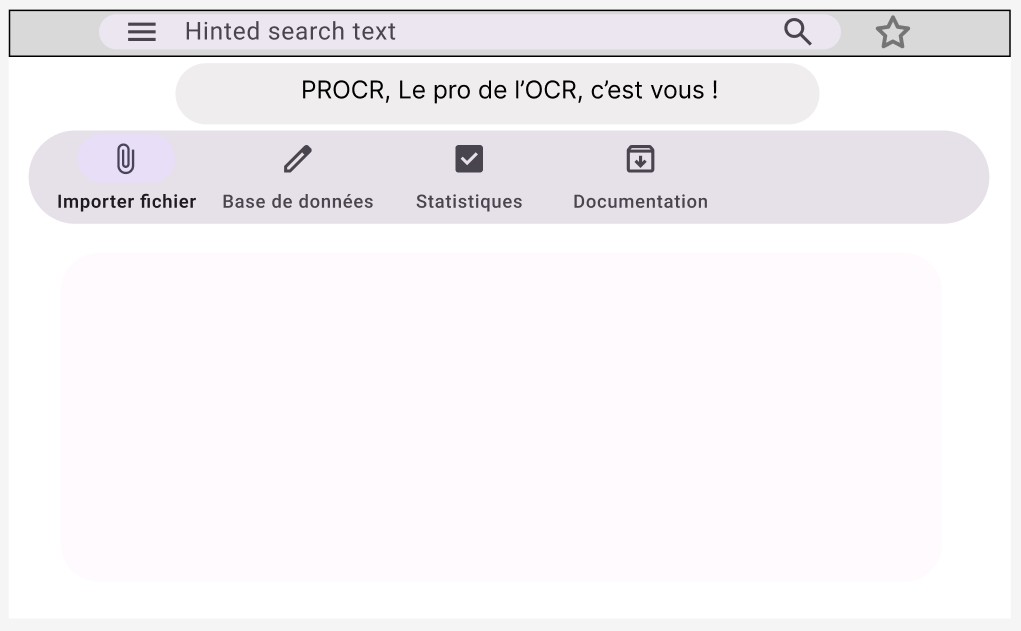 Hinted search text
PROCR, Le pro de l’OCR, c’est vous !
Importer fichier Base de données Statistiques Documentation